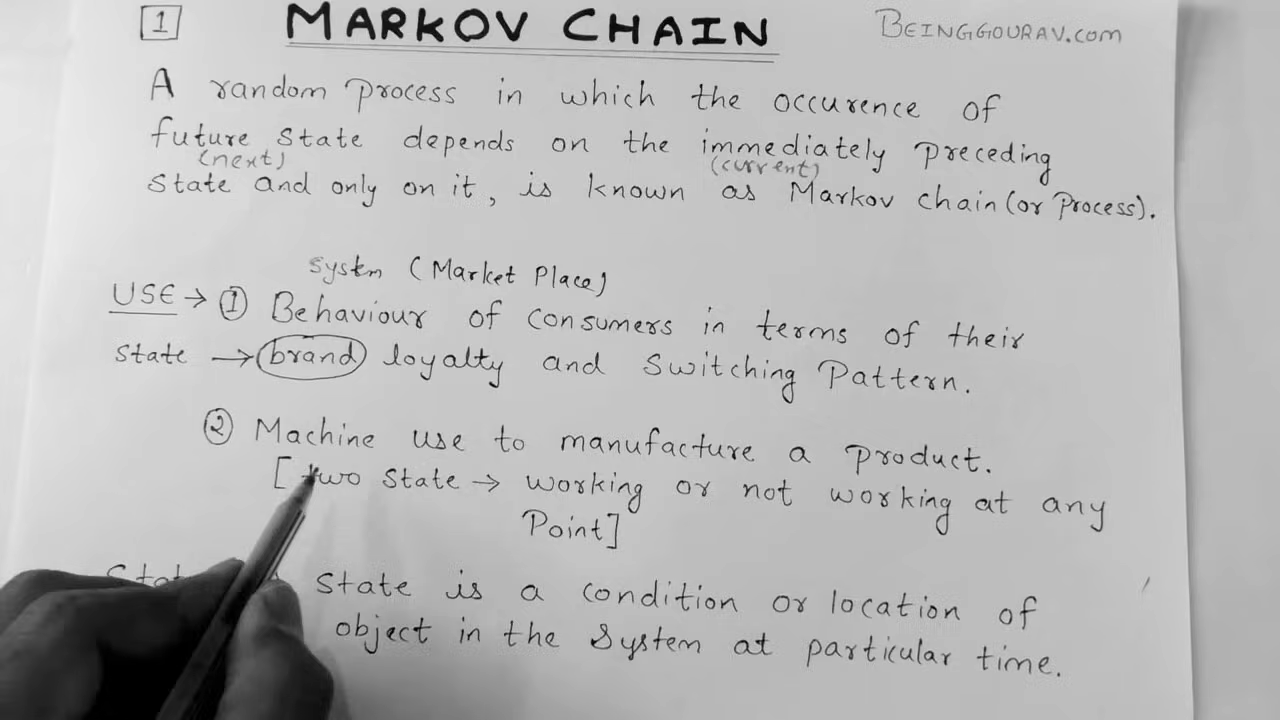 1
MARKOV CHAIN
BEINGGOURAV.COM
A random process in which the occurence of
future state depends on the immediately preceding
(next) (current)
state and only on it, is known as Markov chain (or process).
system (Market Place)
USE → ① Behaviour of consumers in terms of their
state → brand loyalty and switching Pattern.
② Machine use to manufacture a product.
[two state → working or not working at any
Point]
state is a condition or location of
object in the system at particular time.